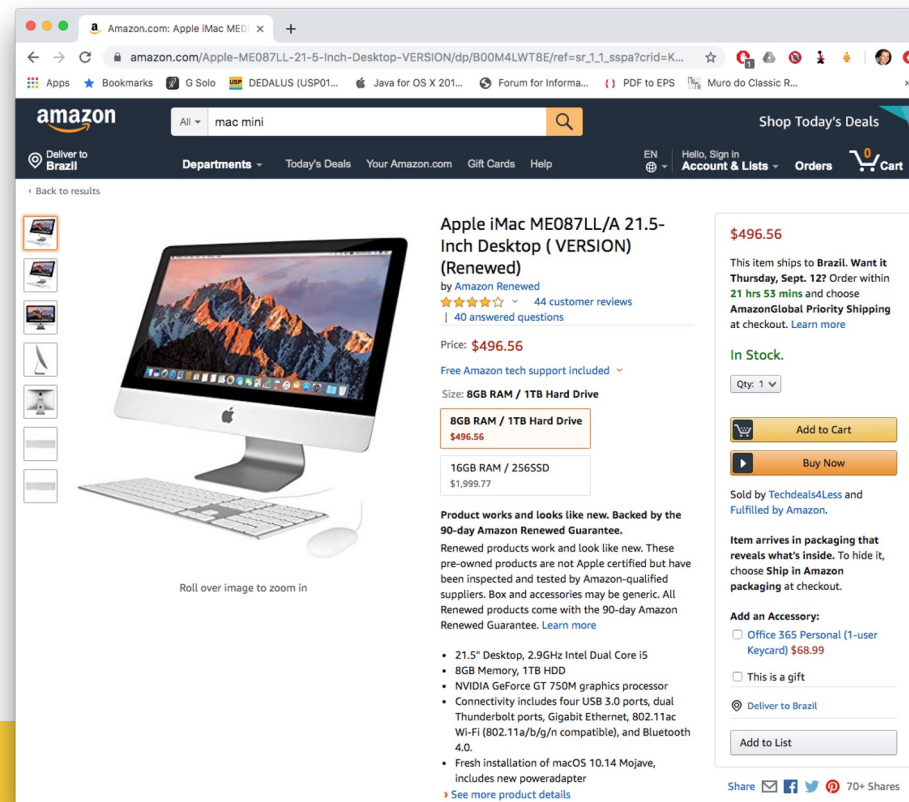 Amazon.com: Apple iMac ME0
amazon.com/Apple-ME087LL-21-5-Inch-Desktop-VERSION/dp/B00M4LWT8E/ref=sr_1_1_sspa?crid=K...
Apps Bookmarks G Solo USP DEDALUS (USP01... Java for OS X 201... Forum for Informa... PDF to EPS Muro do Classic R...
amazon
All mac mini
Shop Today's Deals
Deliver to
Brazil
Departments Today's Deals Your Amazon.com Gift Cards Help
EN
Hello, Sign in
Account & Lists Orders 0 Cart
‹ Back to results
Roll over image to zoom in
Apple iMac ME087LL/A 21.5-
Inch Desktop ( VERSION)
(Renewed)
by Amazon Renewed
44 customer reviews
| 40 answered questions
Price: $496.56
Free Amazon tech support included
Size: 8GB RAM / 1TB Hard Drive
8GB RAM / 1TB Hard Drive
$496.56
16GB RAM / 256SSD
$1,999.77
Product works and looks like new. Backed by the
90-day Amazon Renewed Guarantee.
Renewed products work and look like new. These
pre-owned products are not Apple certified but have
been inspected and tested by Amazon-qualified
suppliers. Box and accessories may be generic. All
Renewed products come with the 90-day Amazon
Renewed Guarantee. Learn more
• 21.5" Desktop, 2.9GHz Intel Dual Core i5
• 8GB Memory, 1TB HDD
• NVIDIA GeForce GT 750M graphics processor
• Connectivity includes four USB 3.0 ports, dual
Thunderbolt ports, Gigabit Ethernet, 802.11ac
Wi-Fi (802.11a/b/g/n compatible), and Bluetooth
4.0.
• Fresh installation of macOS 10.14 Mojave,
includes new poweradapter
› See more product details
$496.56
This item ships to Brazil. Want it
Thursday, Sept. 12? Order within
21 hrs 53 mins and choose
AmazonGlobal Priority Shipping
at checkout. Learn more
In Stock.
Qty: 1
Add to Cart
Buy Now
Sold by Techdeals4Less and
Fulfilled by Amazon.
Item arrives in packaging that
reveals what's inside. To hide it,
choose Ship in Amazon
packaging at checkout.
Add an Accessory:
Office 365 Personal (1-user
Keycard) $68.99
This is a gift
Deliver to Brazil
Add to List
Share 70+ Shares